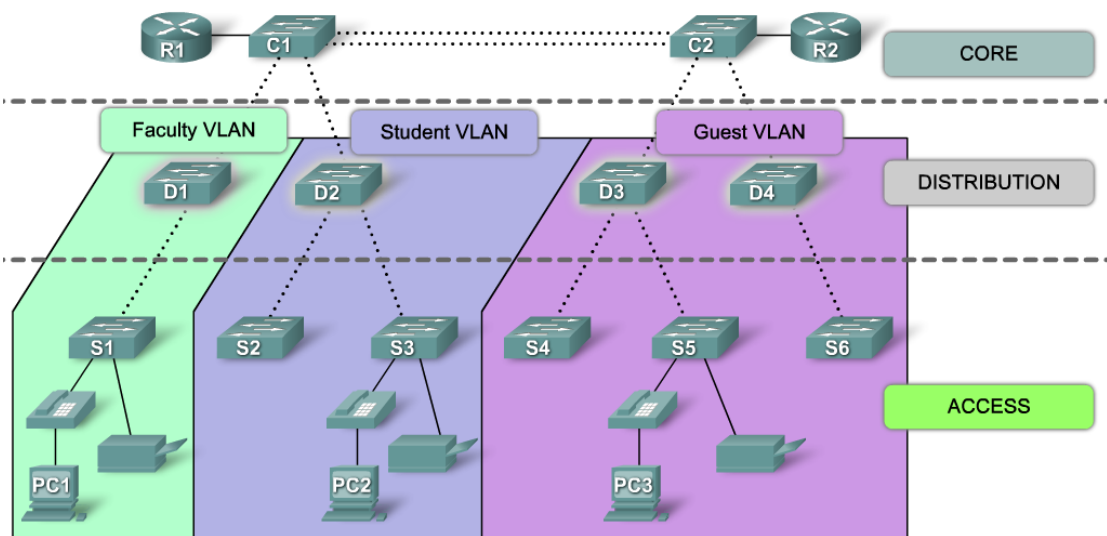 R1
C1
C2
R2
CORE
Faculty VLAN
Student VLAN
Guest VLAN
D1
D2
D3
D4
DISTRIBUTION
S1
S2
S3
S4
S5
S6
ACCESS
PC1
PC2
PC3